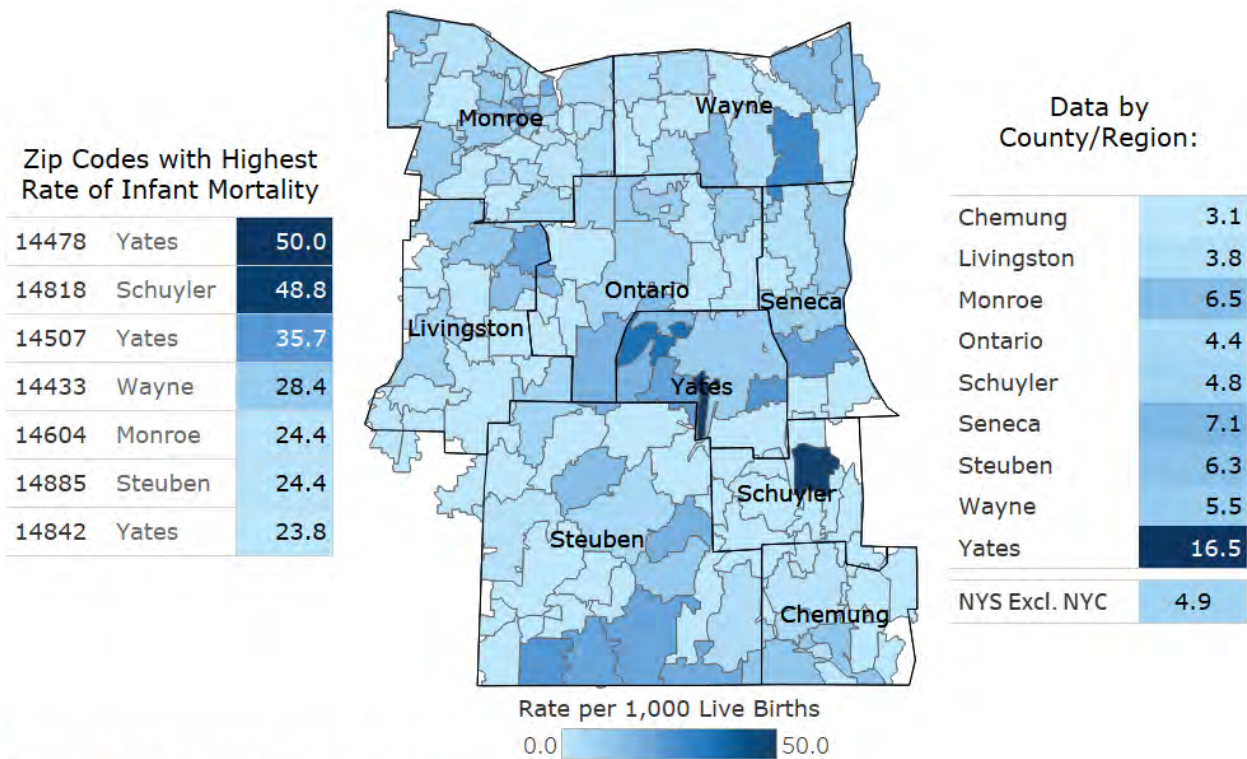 Zip Codes with Highest
Rate of Infant Mortality
14478 Yates 50.0
14818 Schuyler 48.8
14507 Yates 35.7
14433 Wayne 28.4
14604 Monroe 24.4
14885 Steuben 24.4
14842 Yates 23.8
Monroe
Wayne
Ontario
Seneca
Livingston
Yates
Schuyler
Steuben
Chemung
Rate per 1,000 Live Births
0.0 50.0
Data by
County/Region:
Chemung 3.1
Livingston 3.8
Monroe 6.5
Ontario 4.4
Schuyler 4.8
Seneca 7.1
Steuben 6.3
Wayne 5.5
Yates 16.5
NYS Excl. NYC 4.9